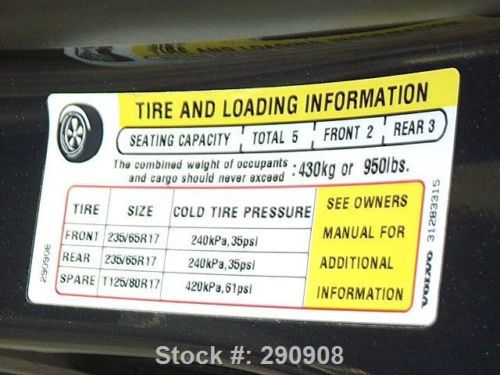 TIRE AND LOADING INFORMATION
SEATING CAPACITY TOTAL 5 FRONT 2 REAR 3
The combined weight of occupants
and cargo should never exceed :430kg or 950lbs.
TIRE SIZE COLD TIRE PRESSURE
FRONT 235/65R17 240kPa,35psi
REAR 235/65R17 240kPa,35psi
SPARE T125/80R17 420kPa,61psi
SEE OWNERS
MANUAL FOR
ADDITIONAL
INFORMATION
290908
VOLVO 31283315
Stock #: 290908